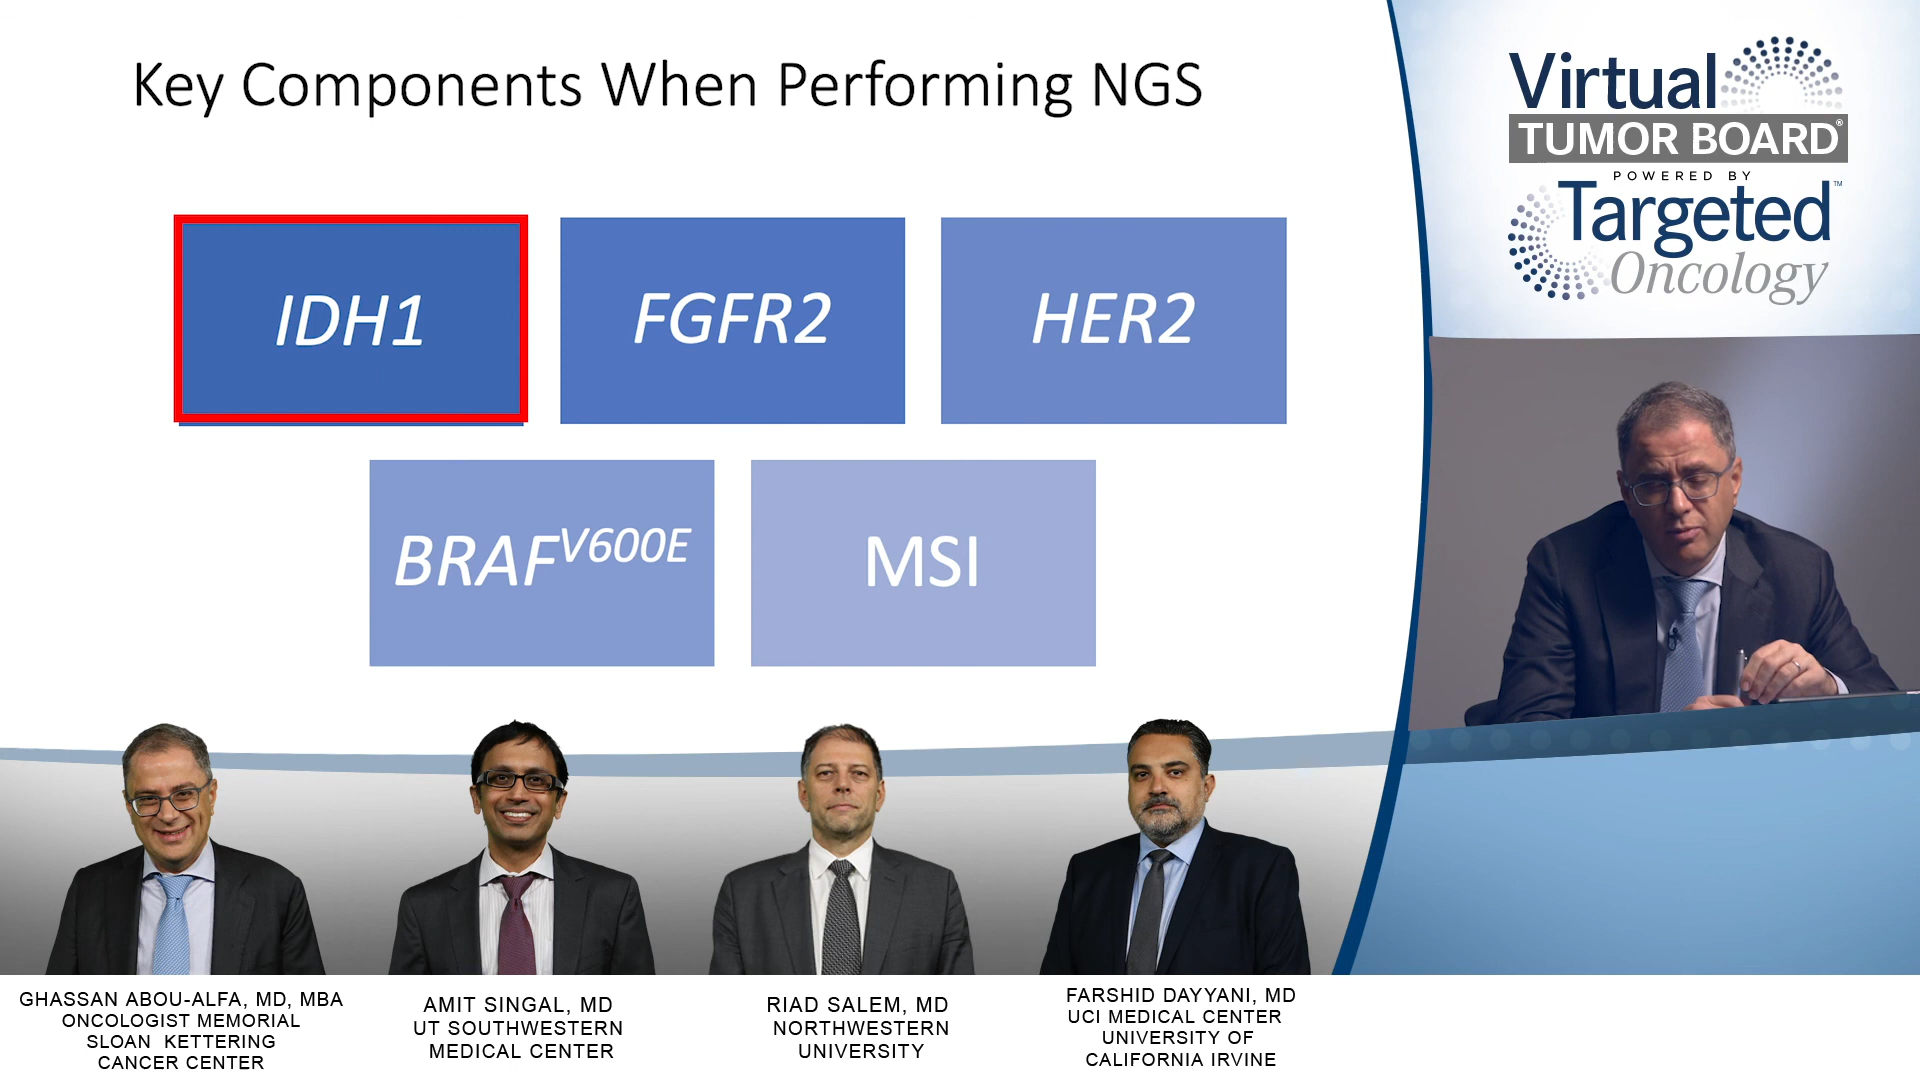 Key Components When Performing NGS
IDH1
FGFR2
HER2
BRAF^V600E
MSI
Virtual
TUMOR BOARD®
POWERED BY
Targeted™
Oncology
GHASSAN ABOU-ALFA, MD, MBA
ONCOLOGIST MEMORIAL
SLOAN KETTERING
CANCER CENTER
AMIT SINGAL, MD
UT SOUTHWESTERN
MEDICAL CENTER
RIAD SALEM, MD
NORTHWESTERN
UNIVERSITY
FARSHID DAYYANI, MD
UCI MEDICAL CENTER
UNIVERSITY OF
CALIFORNIA IRVINE